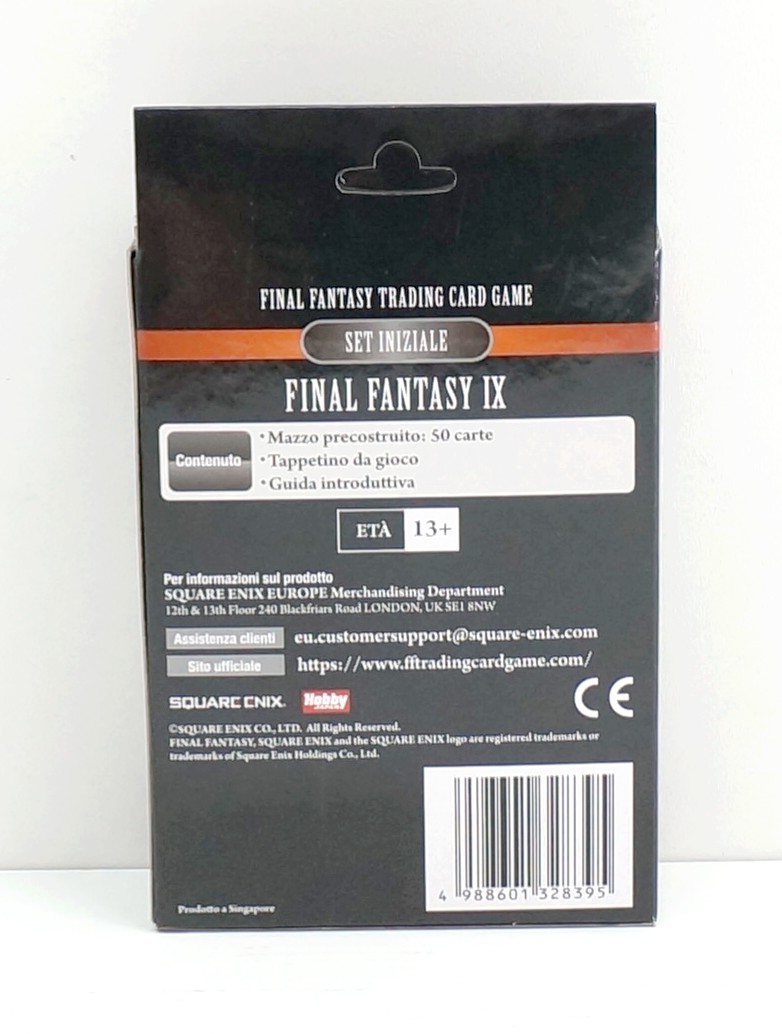 FINAL FANTASY TRADING CARD GAME
SET INIZIALE
FINAL FANTASY IX
Contenuto
•Mazzo precostruito: 50 carte
•Tappetino da gioco
•Guida introduttiva
ETÀ 13+
Per informazioni sul prodotto
SQUARE ENIX EUROPE Merchandising Department
12th & 13th Floor 240 Blackfriars Road LONDON, UK SE1 8NW
Assistenza clienti eu.customersupport@square-enix.com
Sito ufficiale https://www.fftradingcardgame.com/
SQUARE ENIX. Hobby JAPAN CE
©SQUARE ENIX CO., LTD. All Rights Reserved.
FINAL FANTASY, SQUARE ENIX and the SQUARE ENIX logo are registered trademarks or
trademarks of Square Enix Holdings Co., Ltd.
4 988601 328395
Prodotto a Singapore